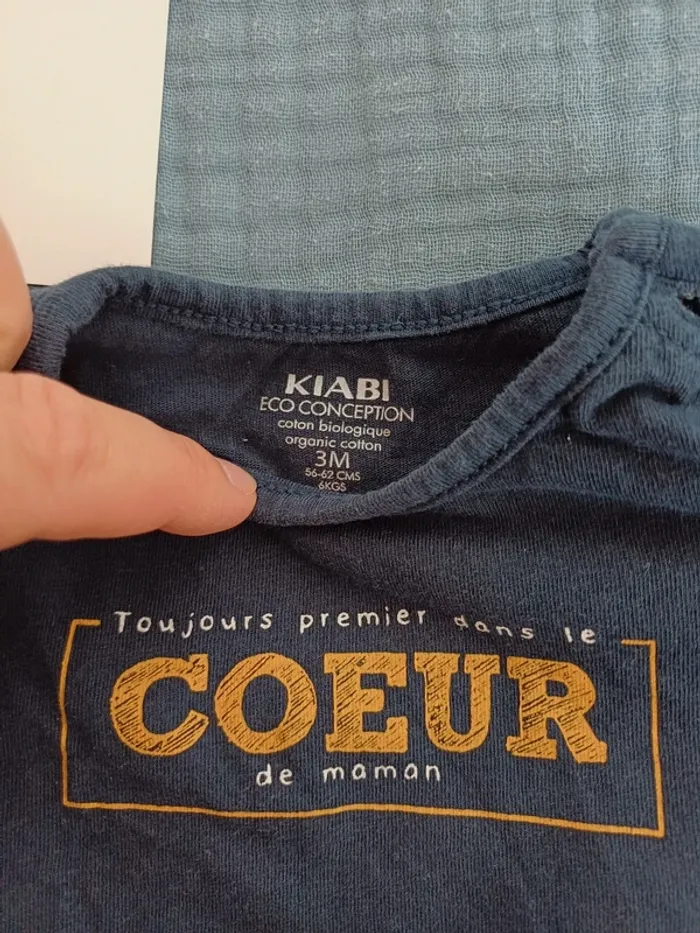 KIABI
ECO CONCEPTION
coton biologique
organic cotton
3M
56-62 CMS
6KGS
Toujours premier dans le
COEUR
de maman